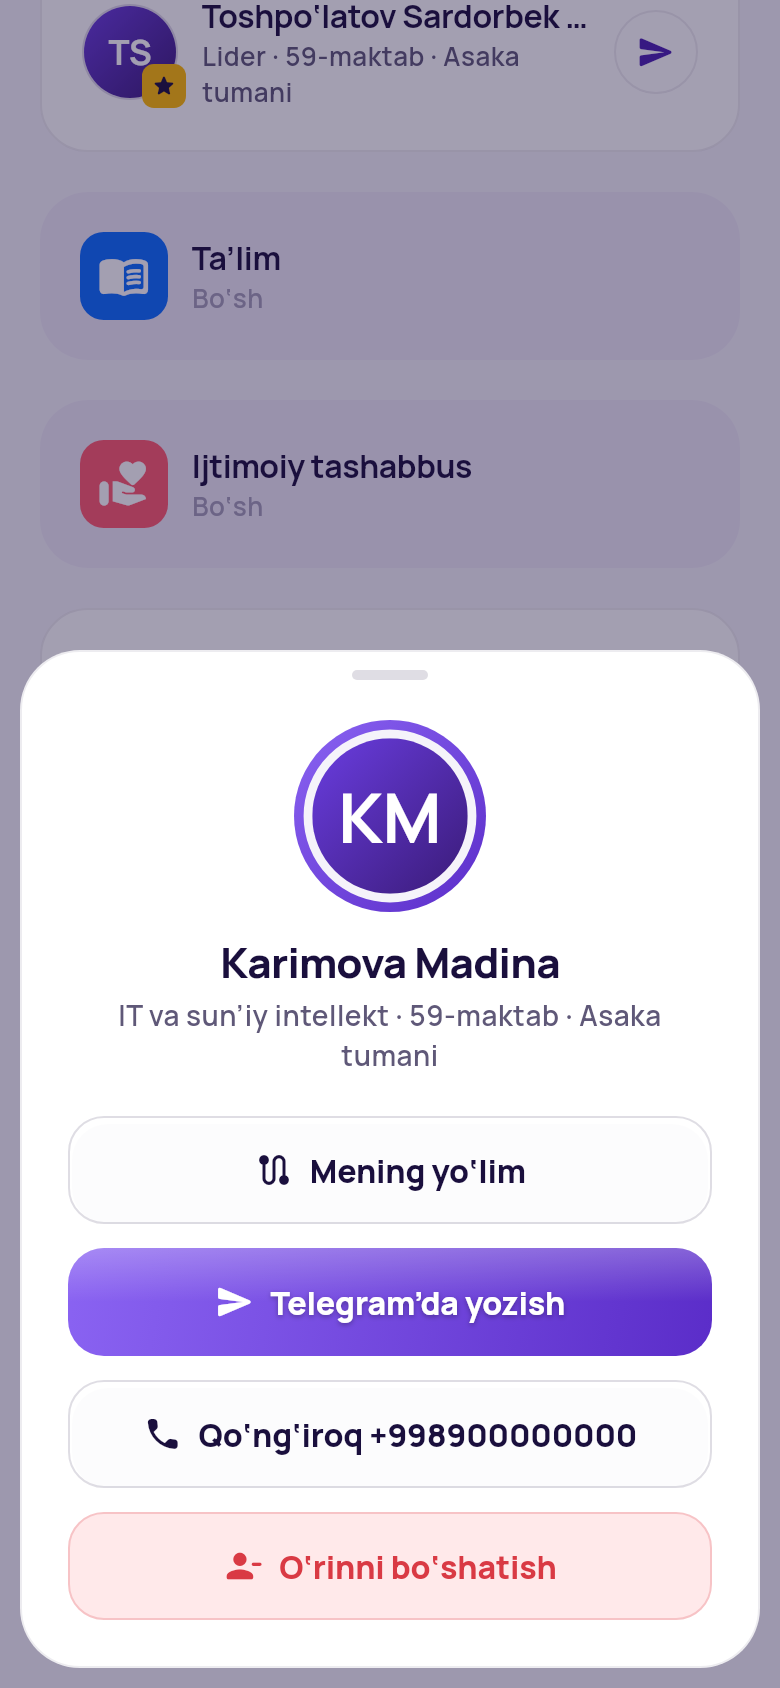 Toshpo‘latov Sardorbek ...
TS
Lider · 59-maktab · Asaka
tumani
Ta’lim
Bo‘sh
Ijtimoiy tashabbus
Bo‘sh
KM
Karimova Madina
IT va sun’iy intellekt · 59-maktab · Asaka
tumani
Mening yo‘lim
Telegram’da yozish
Qo‘ng‘iroq +998900000000
O‘rinni bo‘shatish